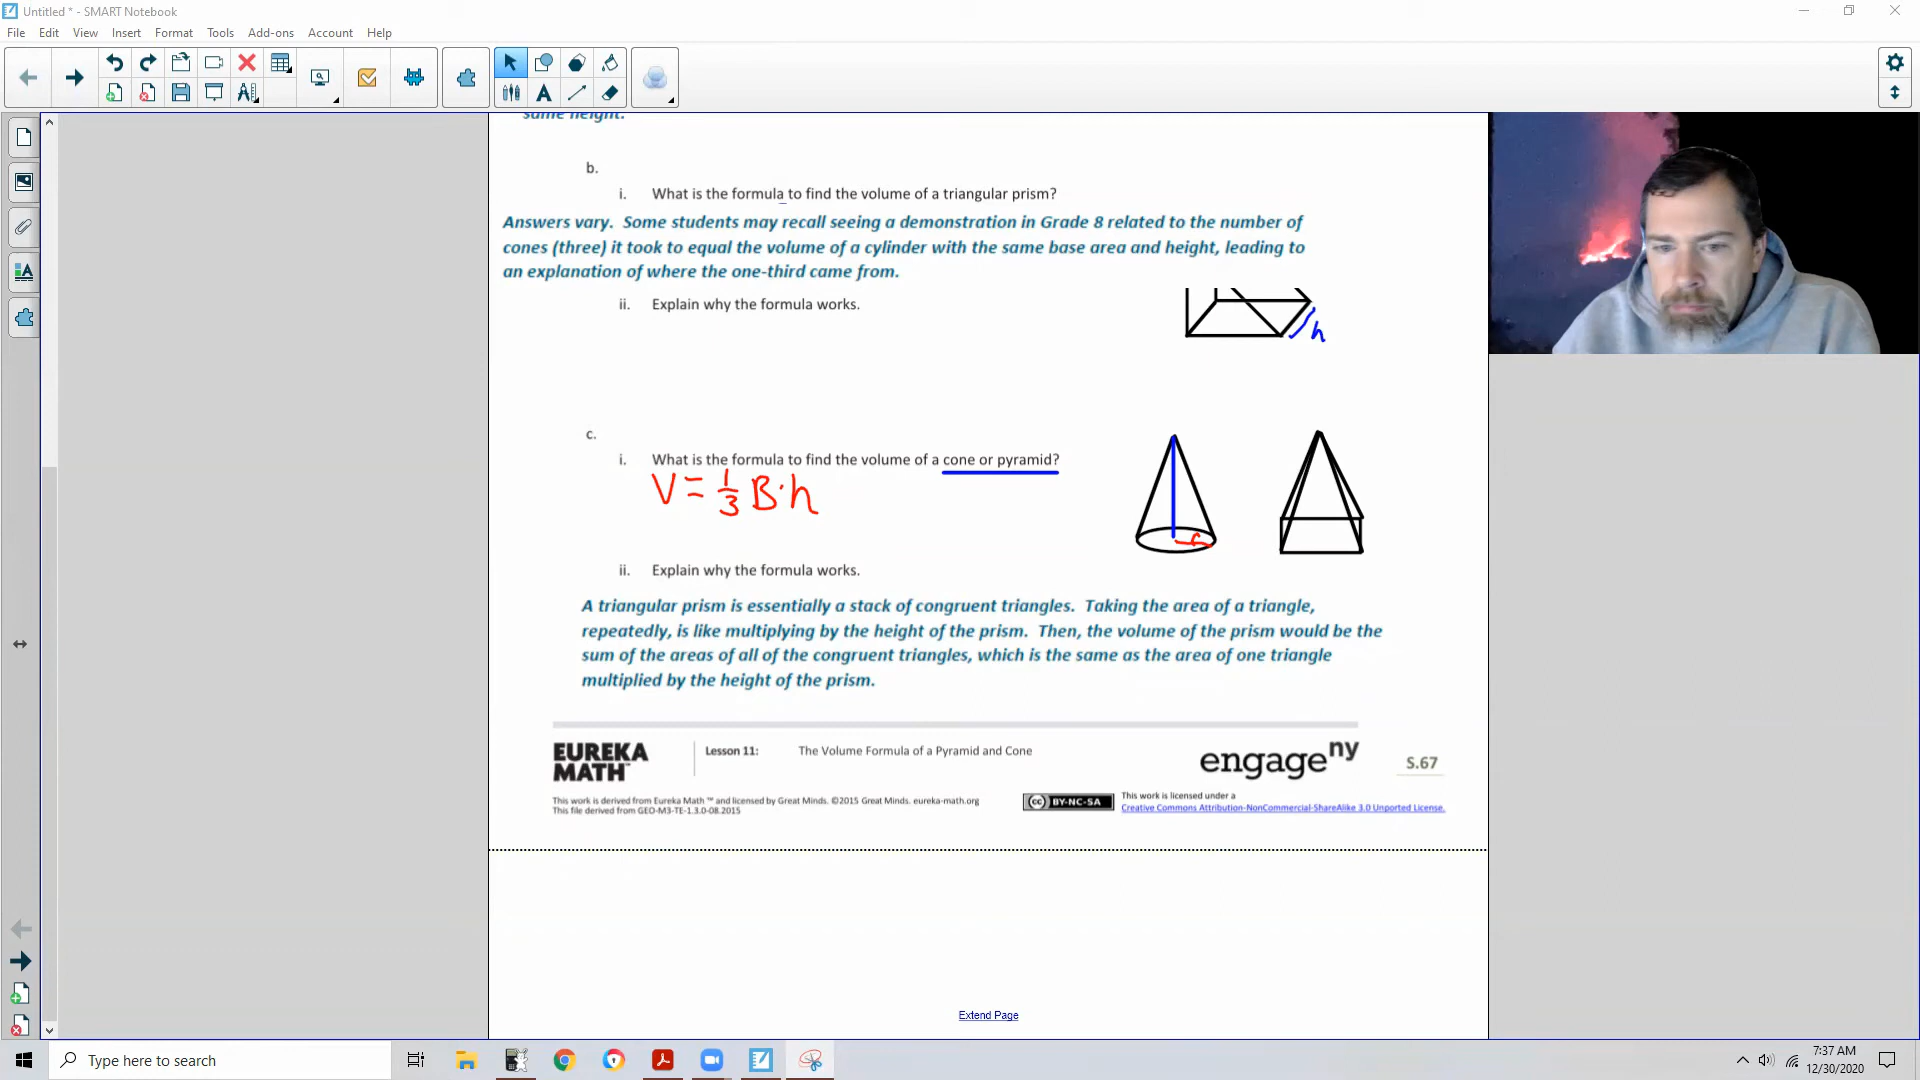 Untitled * - SMART Notebook
File Edit View Insert Format Tools Add-ons Account Help
same height.
b.
i. What is the formula to find the volume of a triangular prism?
Answers vary. Some students may recall seeing a demonstration in Grade 8 related to the number of
cones (three) it took to equal the volume of a cylinder with the same base area and height, leading to
an explanation of where the one-third came from.
ii. Explain why the formula works.
h
c.
i. What is the formula to find the volume of a cone or pyramid?
V = 1/3 B · h
r
ii. Explain why the formula works.
A triangular prism is essentially a stack of congruent triangles. Taking the area of a triangle,
repeatedly, is like multiplying by the height of the prism. Then, the volume of the prism would be the
sum of the areas of all of the congruent triangles, which is the same as the area of one triangle
multiplied by the height of the prism.
EUREKA
MATH™
Lesson 11: The Volume Formula of a Pyramid and Cone
engage ny
S.67
This work is derived from Eureka Math ™ and licensed by Great Minds. ©2015 Great Minds. eureka-math.org
This file derived from GEO-M3-TE-1.3.0-08.2015
cc BY-NC-SA
This work is licensed under a
Creative Commons Attribution-NonCommercial-ShareAlike 3.0 Unported License.
Extend Page
Type here to search
7:37 AM
12/30/2020